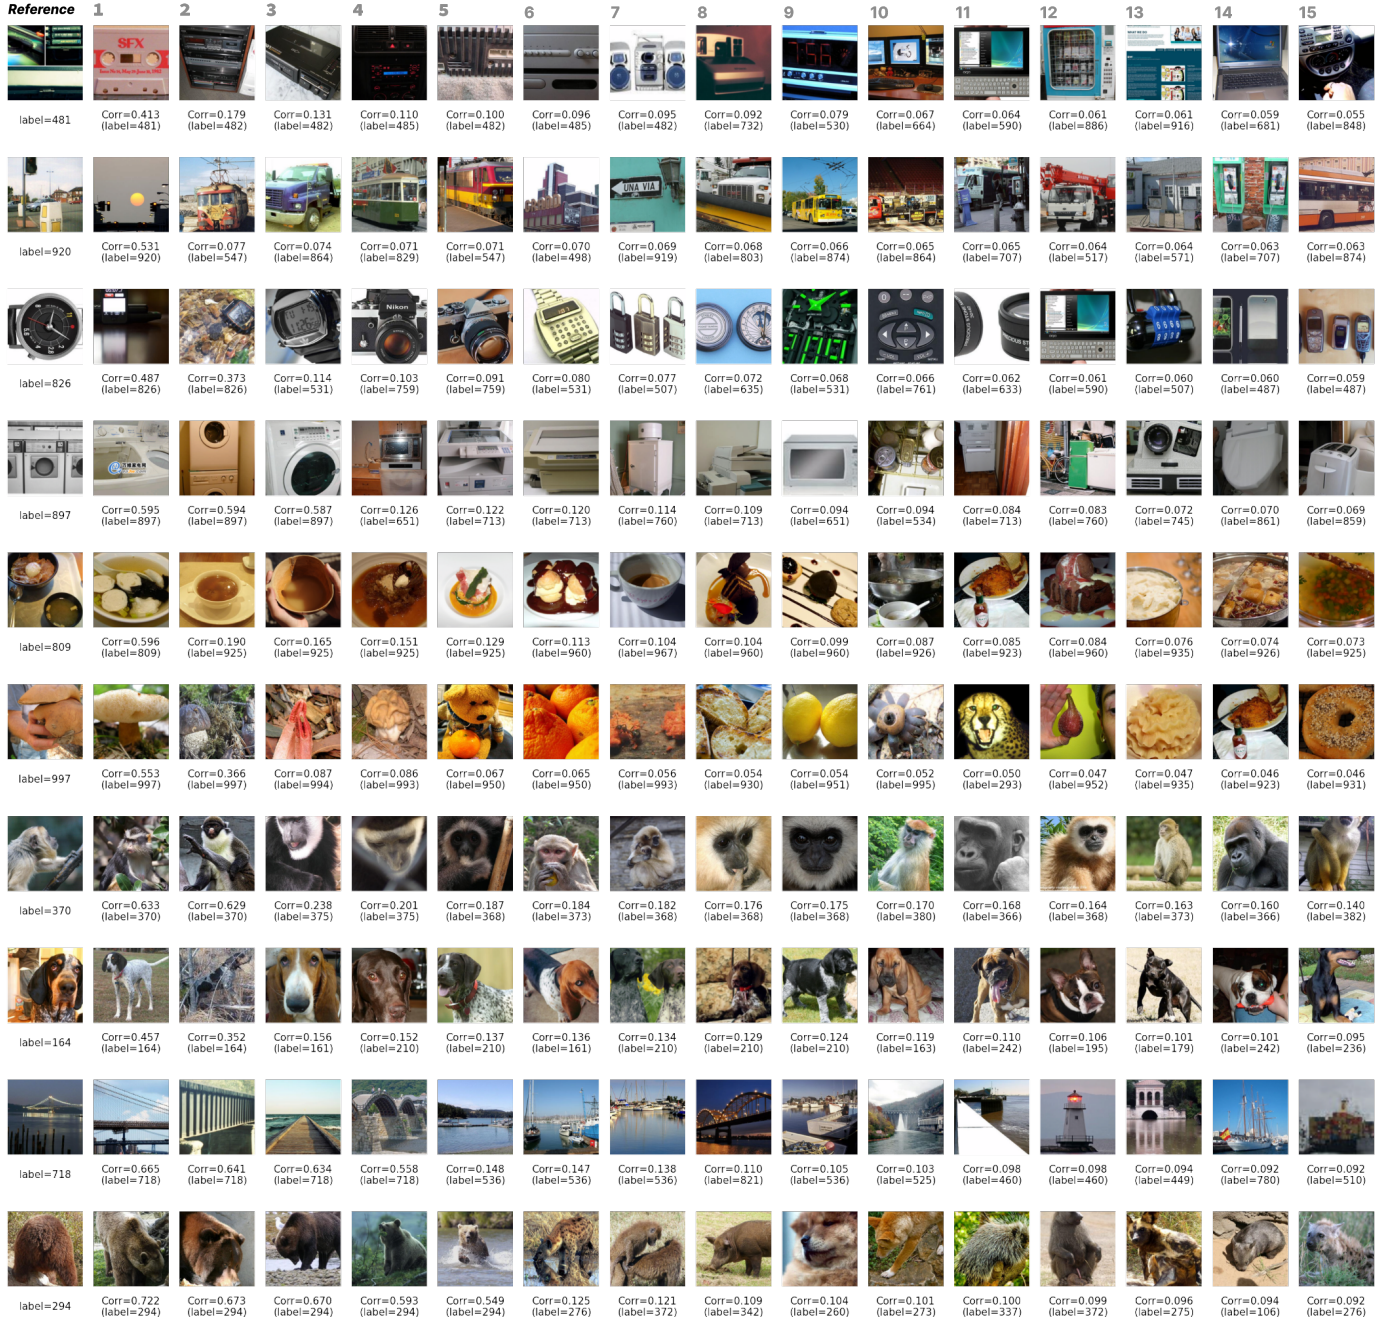 Reference 1 2 3 4 5 6 7 8 9 10 11 12 13 14 15
SFX
WHAT WE DO
label=481 Corr=0.413 Corr=0.179 Corr=0.131 Corr=0.110 Corr=0.100 Corr=0.096 Corr=0.095 Corr=0.092 Corr=0.079 Corr=0.067 Corr=0.064 Corr=0.061 Corr=0.061 Corr=0.059 Corr=0.055
(label=481) (label=482) (label=482) (label=485) (label=482) (label=485) (label=482) (label=732) (label=530) (label=664) (label=590) (label=886) (label=916) (label=681) (label=848)
UNA VIA
label=920 Corr=0.531 Corr=0.077 Corr=0.074 Corr=0.071 Corr=0.071 Corr=0.070 Corr=0.069 Corr=0.068 Corr=0.066 Corr=0.065 Corr=0.065 Corr=0.064 Corr=0.064 Corr=0.063 Corr=0.063
(label=920) (label=547) (label=864) (label=829) (label=547) (label=498) (label=919) (label=803) (label=874) (label=864) (label=707) (label=517) (label=571) (label=707) (label=874)
Nikon
label=826 Corr=0.487 Corr=0.373 Corr=0.114 Corr=0.103 Corr=0.091 Corr=0.080 Corr=0.077 Corr=0.072 Corr=0.068 Corr=0.066 Corr=0.062 Corr=0.061 Corr=0.060 Corr=0.060 Corr=0.059
(label=826) (label=826) (label=531) (label=759) (label=759) (label=531) (label=507) (label=635) (label=531) (label=761) (label=633) (label=590) (label=507) (label=487) (label=487)
label=897 Corr=0.595 Corr=0.594 Corr=0.587 Corr=0.126 Corr=0.122 Corr=0.120 Corr=0.114 Corr=0.109 Corr=0.094 Corr=0.094 Corr=0.084 Corr=0.083 Corr=0.072 Corr=0.070 Corr=0.069
(label=897) (label=897) (label=897) (label=651) (label=713) (label=713) (label=760) (label=713) (label=651) (label=534) (label=713) (label=760) (label=745) (label=861) (label=859)
label=809 Corr=0.596 Corr=0.190 Corr=0.165 Corr=0.151 Corr=0.129 Corr=0.113 Corr=0.104 Corr=0.104 Corr=0.099 Corr=0.087 Corr=0.085 Corr=0.084 Corr=0.076 Corr=0.074 Corr=0.073
(label=809) (label=925) (label=925) (label=925) (label=925) (label=960) (label=967) (label=960) (label=960) (label=926) (label=923) (label=960) (label=935) (label=926) (label=925)
label=997 Corr=0.553 Corr=0.366 Corr=0.087 Corr=0.086 Corr=0.067 Corr=0.065 Corr=0.056 Corr=0.054 Corr=0.054 Corr=0.052 Corr=0.050 Corr=0.047 Corr=0.047 Corr=0.046 Corr=0.046
(label=997) (label=997) (label=994) (label=993) (label=950) (label=950) (label=993) (label=930) (label=951) (label=995) (label=293) (label=952) (label=935) (label=923) (label=931)
label=370 Corr=0.633 Corr=0.629 Corr=0.238 Corr=0.201 Corr=0.187 Corr=0.184 Corr=0.182 Corr=0.176 Corr=0.175 Corr=0.170 Corr=0.168 Corr=0.164 Corr=0.163 Corr=0.160 Corr=0.140
(label=370) (label=370) (label=375) (label=375) (label=368) (label=373) (label=368) (label=368) (label=368) (label=380) (label=366) (label=368) (label=373) (label=366) (label=382)
label=164 Corr=0.457 Corr=0.352 Corr=0.156 Corr=0.152 Corr=0.137 Corr=0.136 Corr=0.134 Corr=0.129 Corr=0.124 Corr=0.119 Corr=0.110 Corr=0.106 Corr=0.101 Corr=0.101 Corr=0.095
(label=164) (label=164) (label=161) (label=210) (label=210) (label=161) (label=210) (label=210) (label=210) (label=163) (label=242) (label=195) (label=179) (label=242) (label=236)
label=718 Corr=0.665 Corr=0.641 Corr=0.634 Corr=0.558 Corr=0.148 Corr=0.147 Corr=0.138 Corr=0.110 Corr=0.105 Corr=0.103 Corr=0.098 Corr=0.098 Corr=0.094 Corr=0.092 Corr=0.092
(label=718) (label=718) (label=718) (label=718) (label=536) (label=536) (label=536) (label=821) (label=536) (label=525) (label=460) (label=460) (label=449) (label=780) (label=510)
label=294 Corr=0.722 Corr=0.673 Corr=0.670 Corr=0.593 Corr=0.549 Corr=0.125 Corr=0.121 Corr=0.109 Corr=0.104 Corr=0.101 Corr=0.100 Corr=0.099 Corr=0.096 Corr=0.094 Corr=0.092
(label=294) (label=294) (label=294) (label=294) (label=294) (label=276) (label=372) (label=342) (label=260) (label=273) (label=337) (label=372) (label=275) (label=106) (label=276)